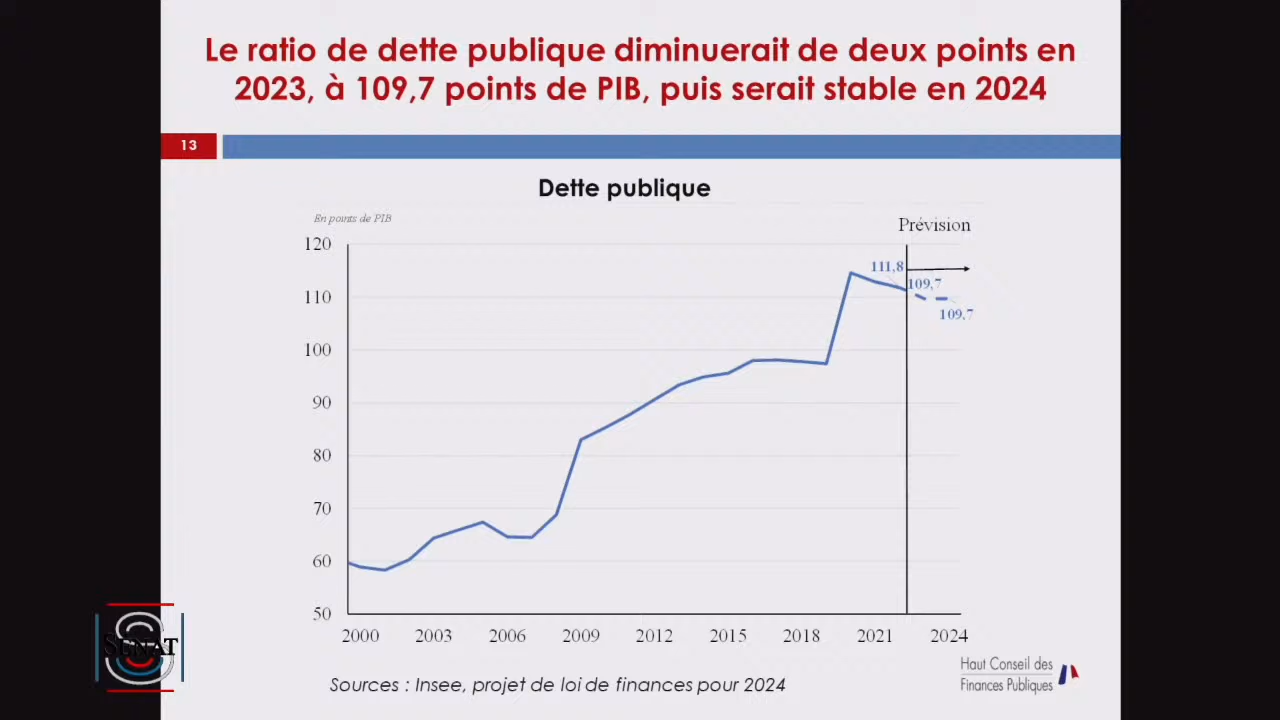 Le ratio de dette publique diminuerait de deux points en
2023, à 109,7 points de PIB, puis serait stable en 2024
13
Dette publique
En points de PIB
Prévision
120
110
100
90
80
70
60
50
111,8
109,7
109,7
2000 2003 2006 2009 2012 2015 2018 2021 2024
Sources : Insee, projet de loi de finances pour 2024
Haut Conseil des
Finances Publiques
SÉNAT